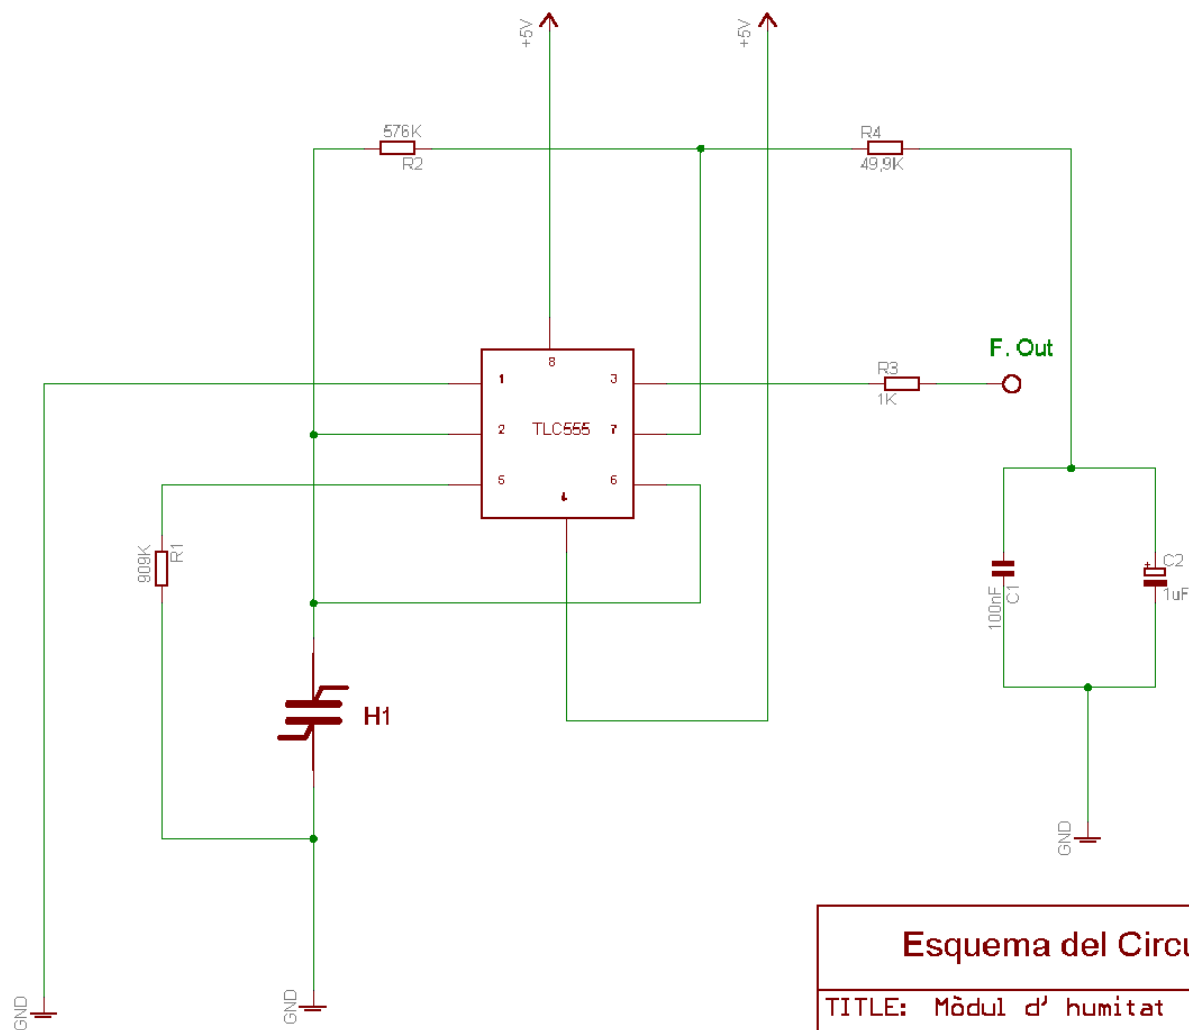 +5V
+5V
576K
R2
R4
49,9K
F. Out
R3
1K
8
1
3
2
TLC555
7
5
6
909K
R1
100nF
C1
C2
+
1uF
H1
GND
GND
GND
Esquema del Circu
TITLE: Mòdul d' humitat